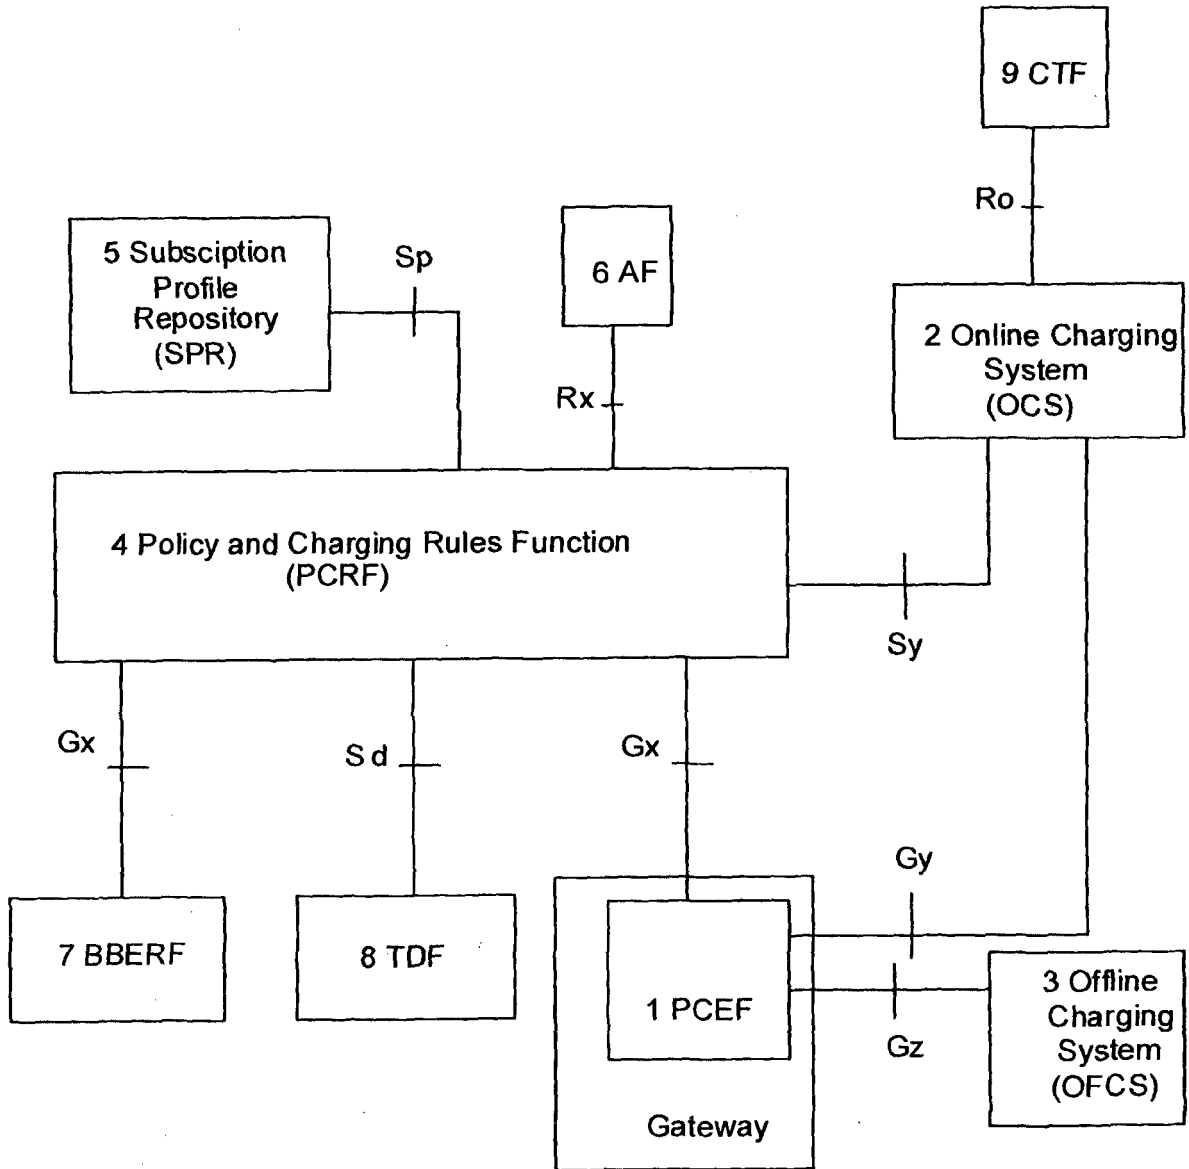 9 CTF
Ro
5 Subsciption
Profile
Repository
(SPR)
Sp
6 AF
Rx
2 Online Charging
System
(OCS)
4 Policy and Charging Rules Function
(PCRF)
Sy
Gx
Sd
Gx
Gy
7 BBERF
8 TDF
1 PCEF
Gz
3 Offline
Charging
System
(OFCS)
Gateway